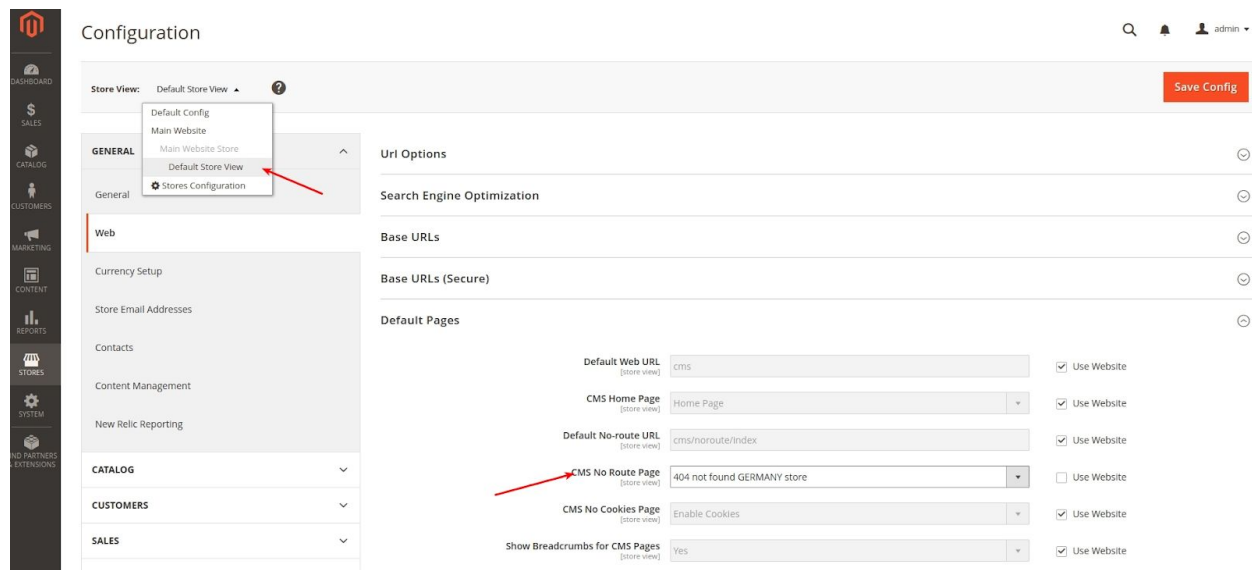 Configuration
admin
DASHBOARD
SALES
CATALOG
CUSTOMERS
MARKETING
CONTENT
REPORTS
STORES
SYSTEM
ND PARTNERS
& EXTENSIONS
Store View: Default Store View ?
Save Config
Default Config
Main Website
Main Website Store
Default Store View
Stores Configuration
GENERAL
General
Web
Currency Setup
Store Email Addresses
Contacts
Content Management
New Relic Reporting
CATALOG
CUSTOMERS
SALES
Url Options
Search Engine Optimization
Base URLs
Base URLs (Secure)
Default Pages
Default Web URL
[store view]
cms
Use Website
CMS Home Page
[store view]
Home Page
Use Website
Default No-route URL
[store view]
cms/noroute/index
Use Website
CMS No Route Page
[store view]
404 not found GERMANY store
Use Website
CMS No Cookies Page
[store view]
Enable Cookies
Use Website
Show Breadcrumbs for CMS Pages
[store view]
Yes
Use Website